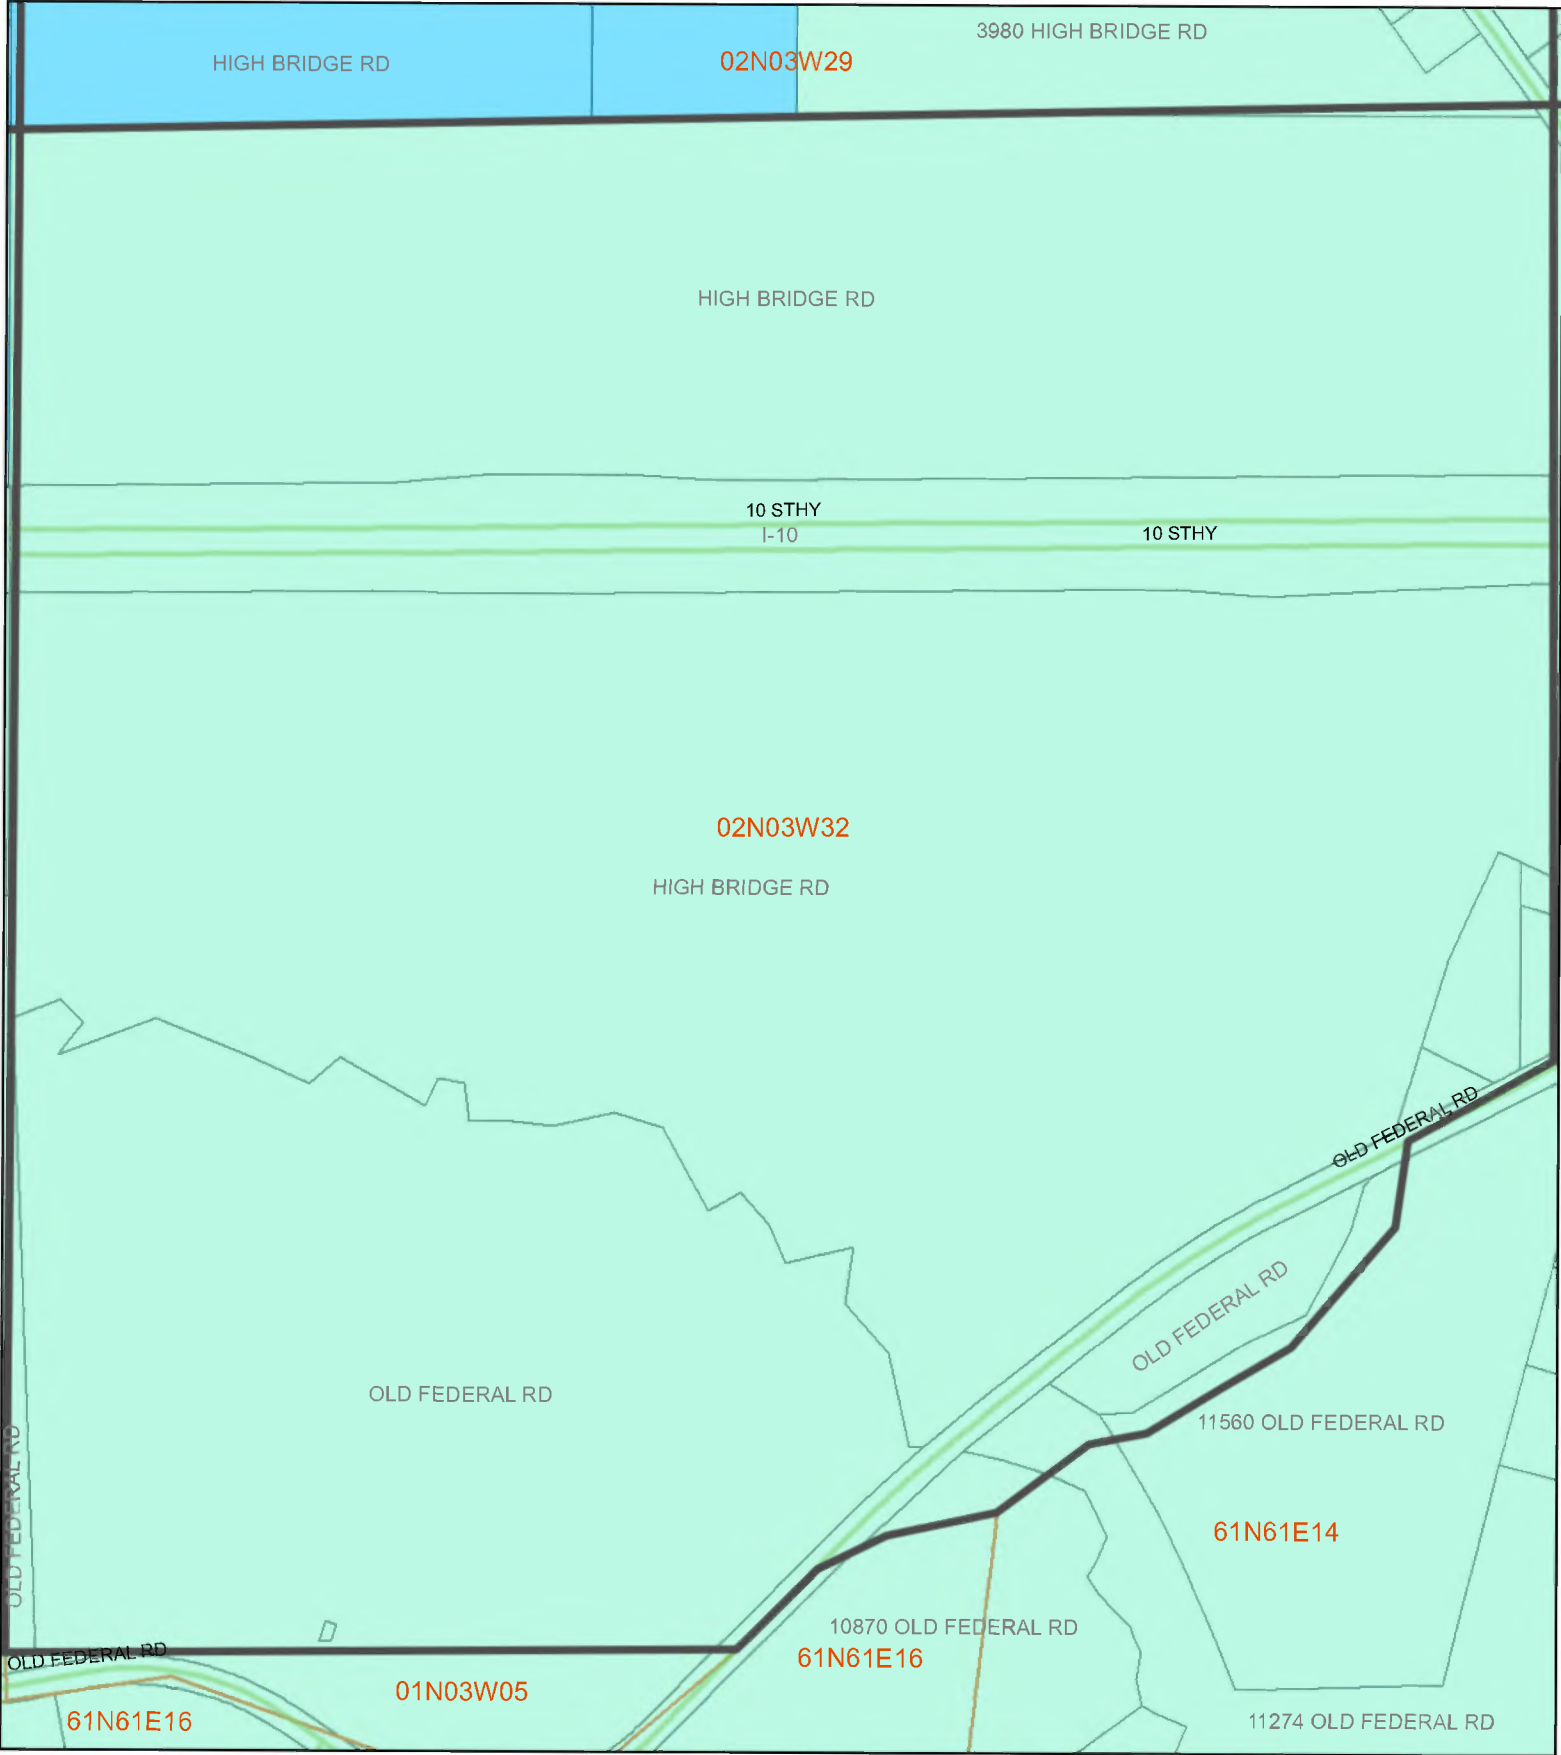 3980 HIGH BRIDGE RD
HIGH BRIDGE RD
02N03W29
HIGH BRIDGE RD
10 STHY
I-10
10 STHY
02N03W32
HIGH BRIDGE RD
OLD FEDERAL RD
OLD FEDERAL RD
OLD FEDERAL RD
11560 OLD FEDERAL RD
OLD FEDERAL RD
61N61E14
10870 OLD FEDERAL RD
OLD FEDERAL RD
61N61E16
01N03W05
61N61E16
11274 OLD FEDERAL RD